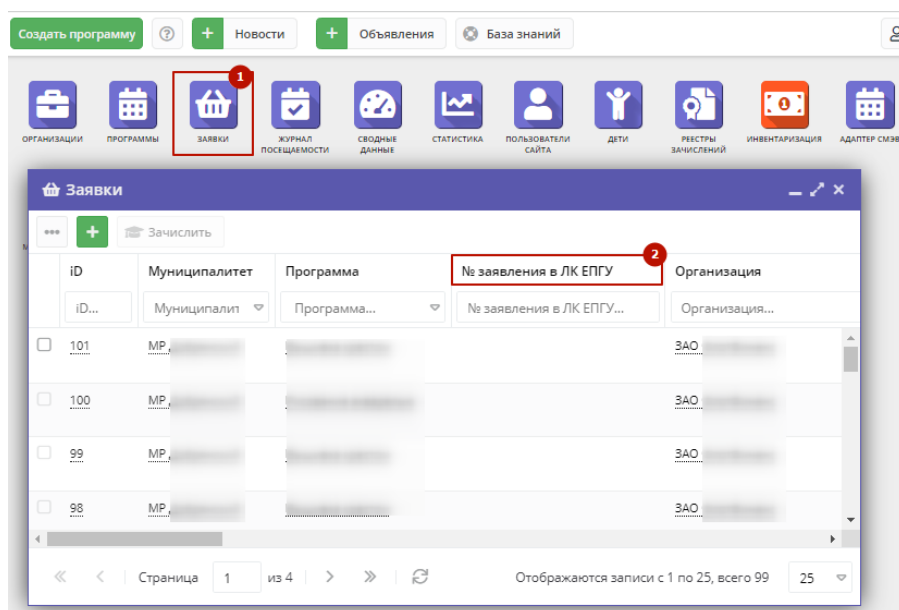 Создать программу ? + Новости + Объявления База знаний
1
ОРГАНИЗАЦИИ ПРОГРАММЫ ЗАЯВКИ ЖУРНАЛ ПОСЕЩАЕМОСТИ СВОДНЫЕ ДАННЫЕ СТАТИСТИКА ПОЛЬЗОВАТЕЛИ САЙТА ДЕТИ РЕЕСТРЫ ЗАЧИСЛЕНИЙ ИНВЕНТАРИЗАЦИЯ АДАПТЕР СМЭВ
Заявки
+ Зачислить
2
iD Муниципалитет Программа № заявления в ЛК ЕПГУ Организация
iD... Муниципалит Программа... № заявления в ЛК ЕПГУ... Организация...
101 МР ЗАО
100 МР ЗАО
99 МР ЗАО
98 МР ЗАО
Страница 1 из 4 Отображаются записи с 1 по 25, всего 99 25